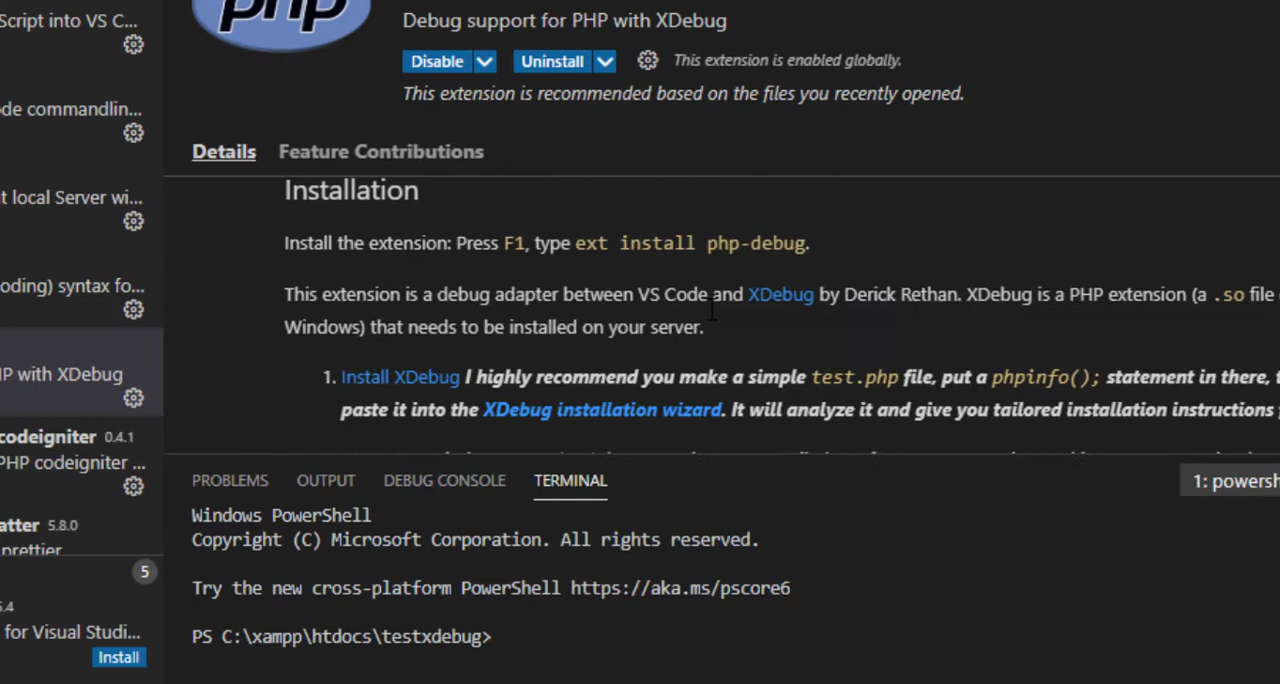 Script into VS C...
ode commandlin...
t local Server wi...
oding) syntax fo...
P with XDebug
codeigniter 0.4.1
PHP codeigniter ...
atter 5.8.0
prettier
5
5.4
for Visual Studi...
Install
php
Debug support for PHP with XDebug
Disable Uninstall This extension is enabled globally.
This extension is recommended based on the files you recently opened.
Details Feature Contributions
Installation
Install the extension: Press F1, type ext install php-debug.
This extension is a debug adapter between VS Code and XDebug by Derick Rethan. XDebug is a PHP extension (a .so file
Windows) that needs to be installed on your server.
1. Install XDebug I highly recommend you make a simple test.php file, put a phpinfo(); statement in there, t
paste it into the XDebug installation wizard. It will analyze it and give you tailored installation instructions
PROBLEMS OUTPUT DEBUG CONSOLE TERMINAL
1: powersh
Windows PowerShell
Copyright (C) Microsoft Corporation. All rights reserved.
Try the new cross-platform PowerShell https://aka.ms/pscore6
PS C:\xampp\htdocs\testxdebug>